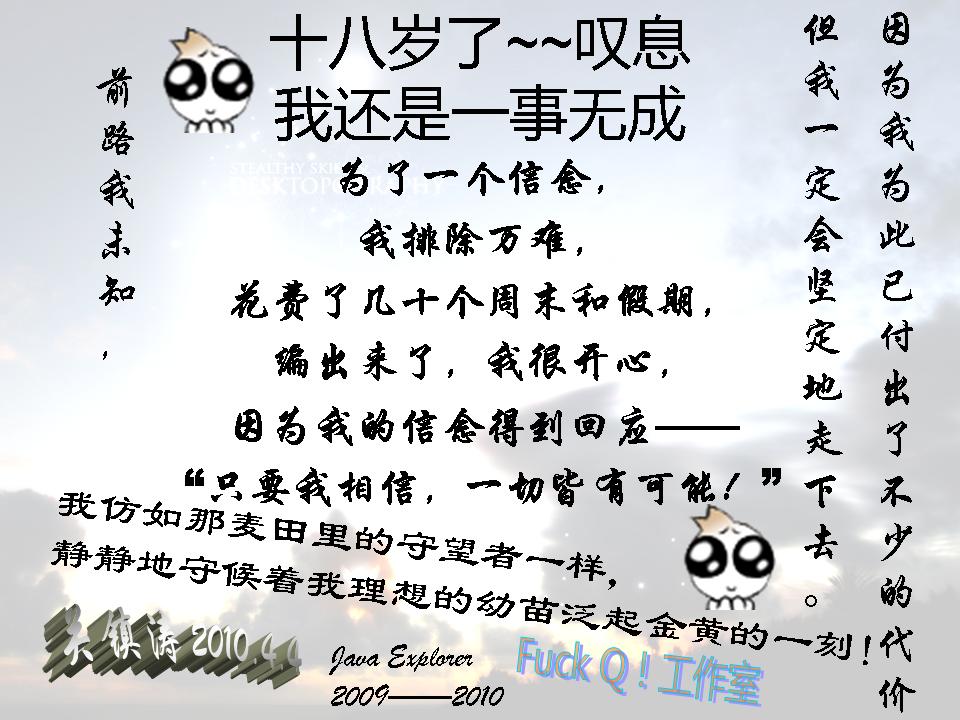 十八岁了~~叹息
我还是一事无成
STEALTHY SKIES
DESKTOPOGRAPHY
为了一个信念，
我排除万难，
花费了几十个周末和假期，
编出来了，我很开心，
因为我的信念得到回应——
“只要我相信，一切皆有可能！”
前路我未知，
但我一定会坚定地走下去。
因为我为此已付出了不少的代价
我仿如那麦田里的守望者一样，
静静地守候着我理想的幼苗泛起金黄的一刻！
关镇涛 2010.4.4
Java Explorer
2009——2010
Fuck Q！工作室